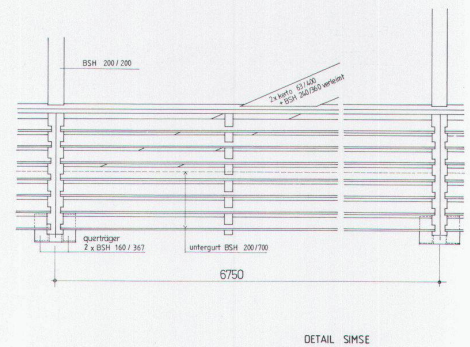 BSH 200/200
2x kerto 63/400
+ BSH 240/360 verleimt
querträger
2 x BSH 160 / 367
untergurt BSH 200/700
6750
DETAIL SIMSE